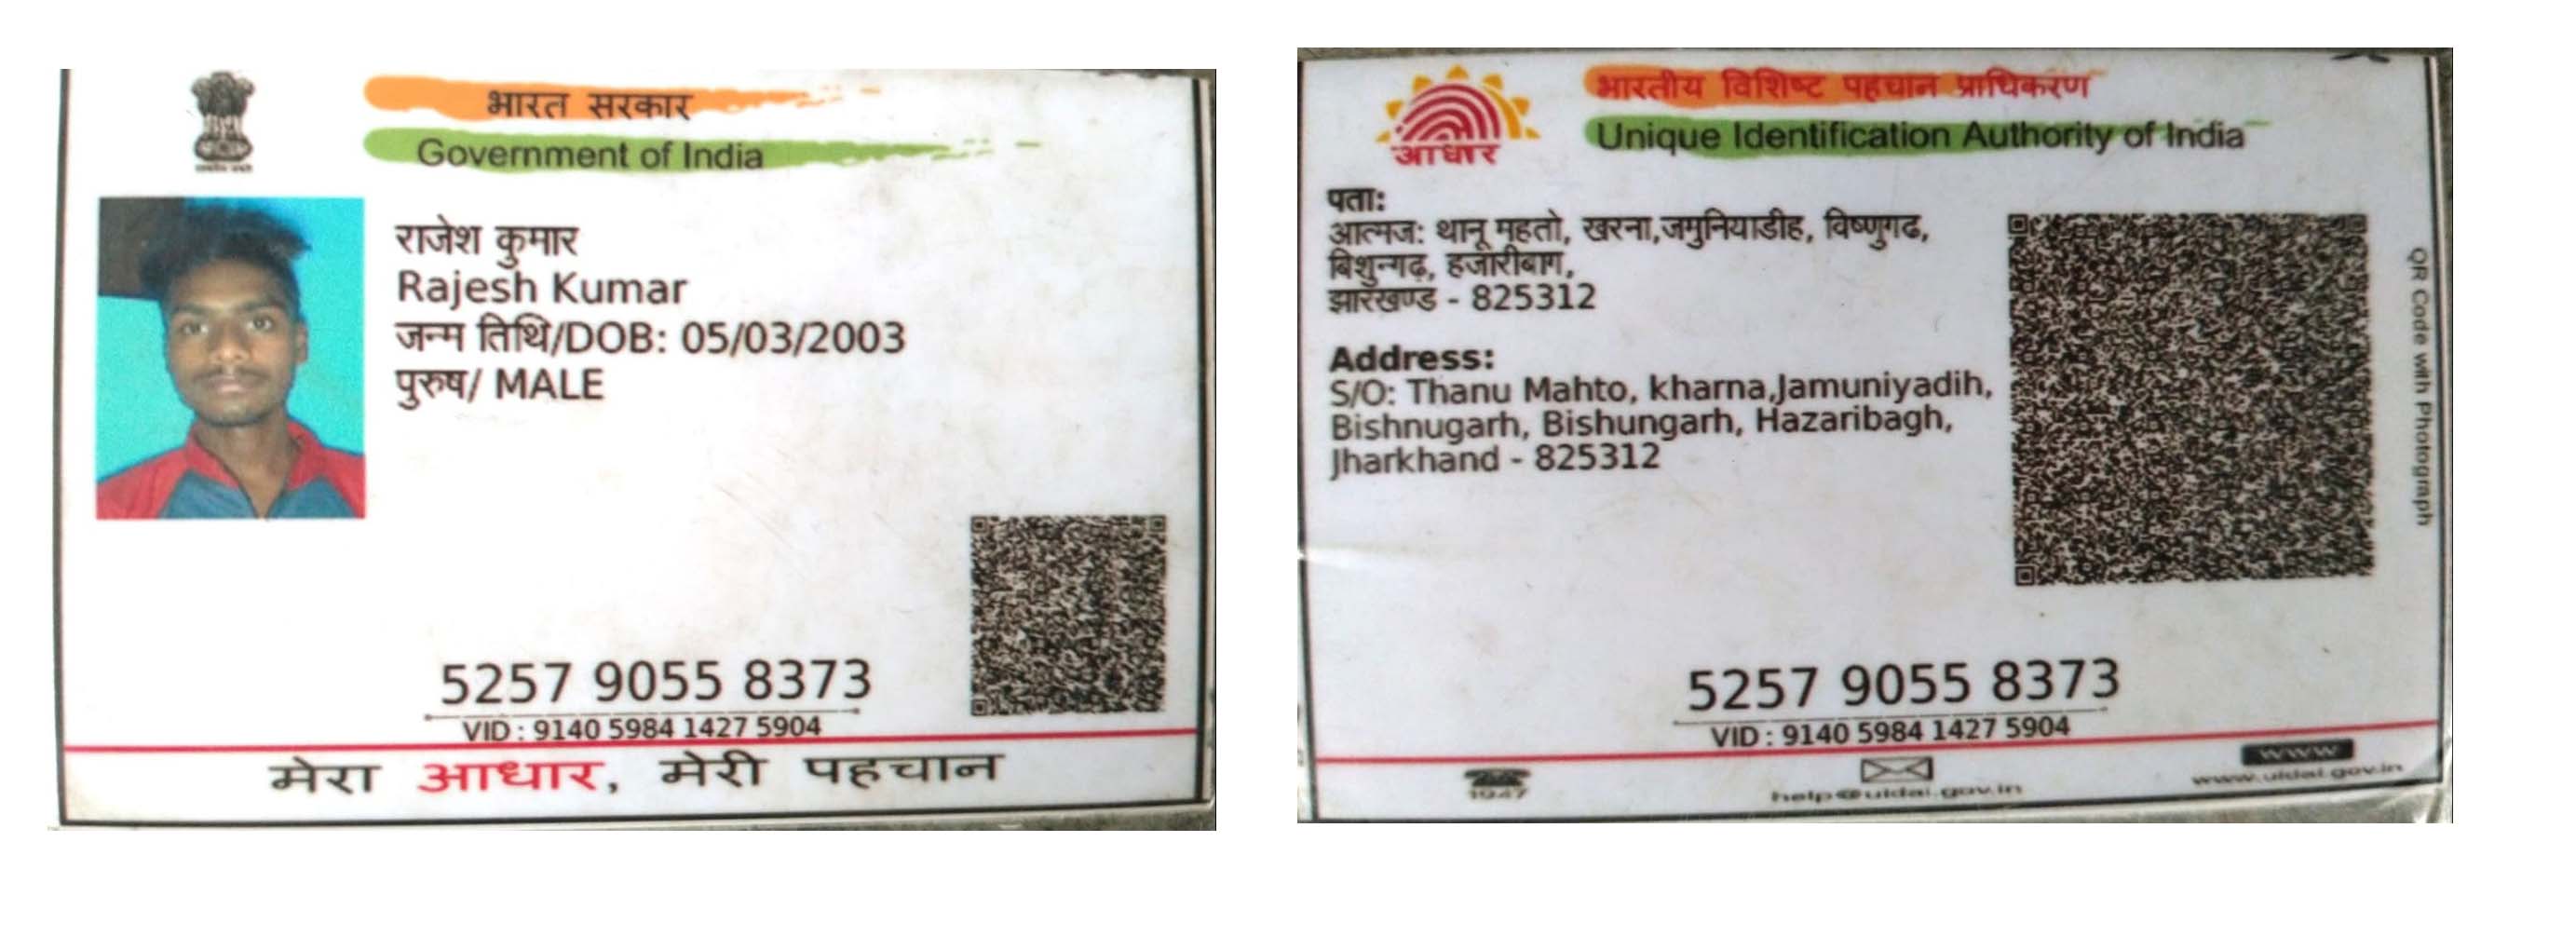 भारत सरकार
Government of India
राजेश कुमार
Rajesh Kumar
जन्म तिथि/DOB: 05/03/2003
पुरुष/ MALE
5257 9055 8373
VID : 9140 5984 1427 5904
मेरा आधार, मेरी पहचान
भारतीय विशिष्ट पहचान प्राधिकरण
Unique Identification Authority of India
आधार
पता:
आत्मज: थानू महतो, खरना,जमुनियाडीह, विष्णुगढ,
बिशुन्गढ़, हजारीबाग,
झारखण्ड - 825312
Address:
S/O: Thanu Mahto, kharna,Jamuniyadih,
Bishnugarh, Bishungarh, Hazaribagh,
Jharkhand - 825312
QR Code with Photograph
5257 9055 8373
VID : 9140 5984 1427 5904
1947
help@uidai.gov.in
www
www.uidai.gov.in